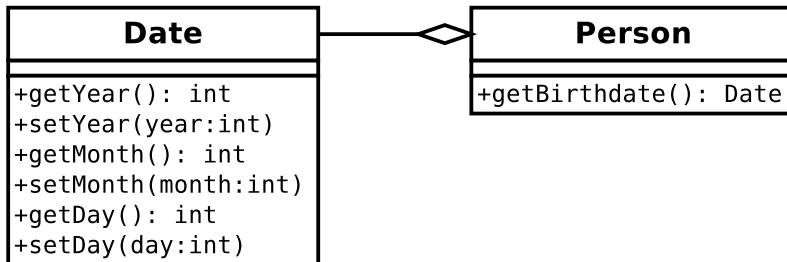 Date
+getYear(): int
+setYear(year:int)
+getMonth(): int
+setMonth(month:int)
+getDay(): int
+setDay(day:int)
Person
+getBirthdate(): Date